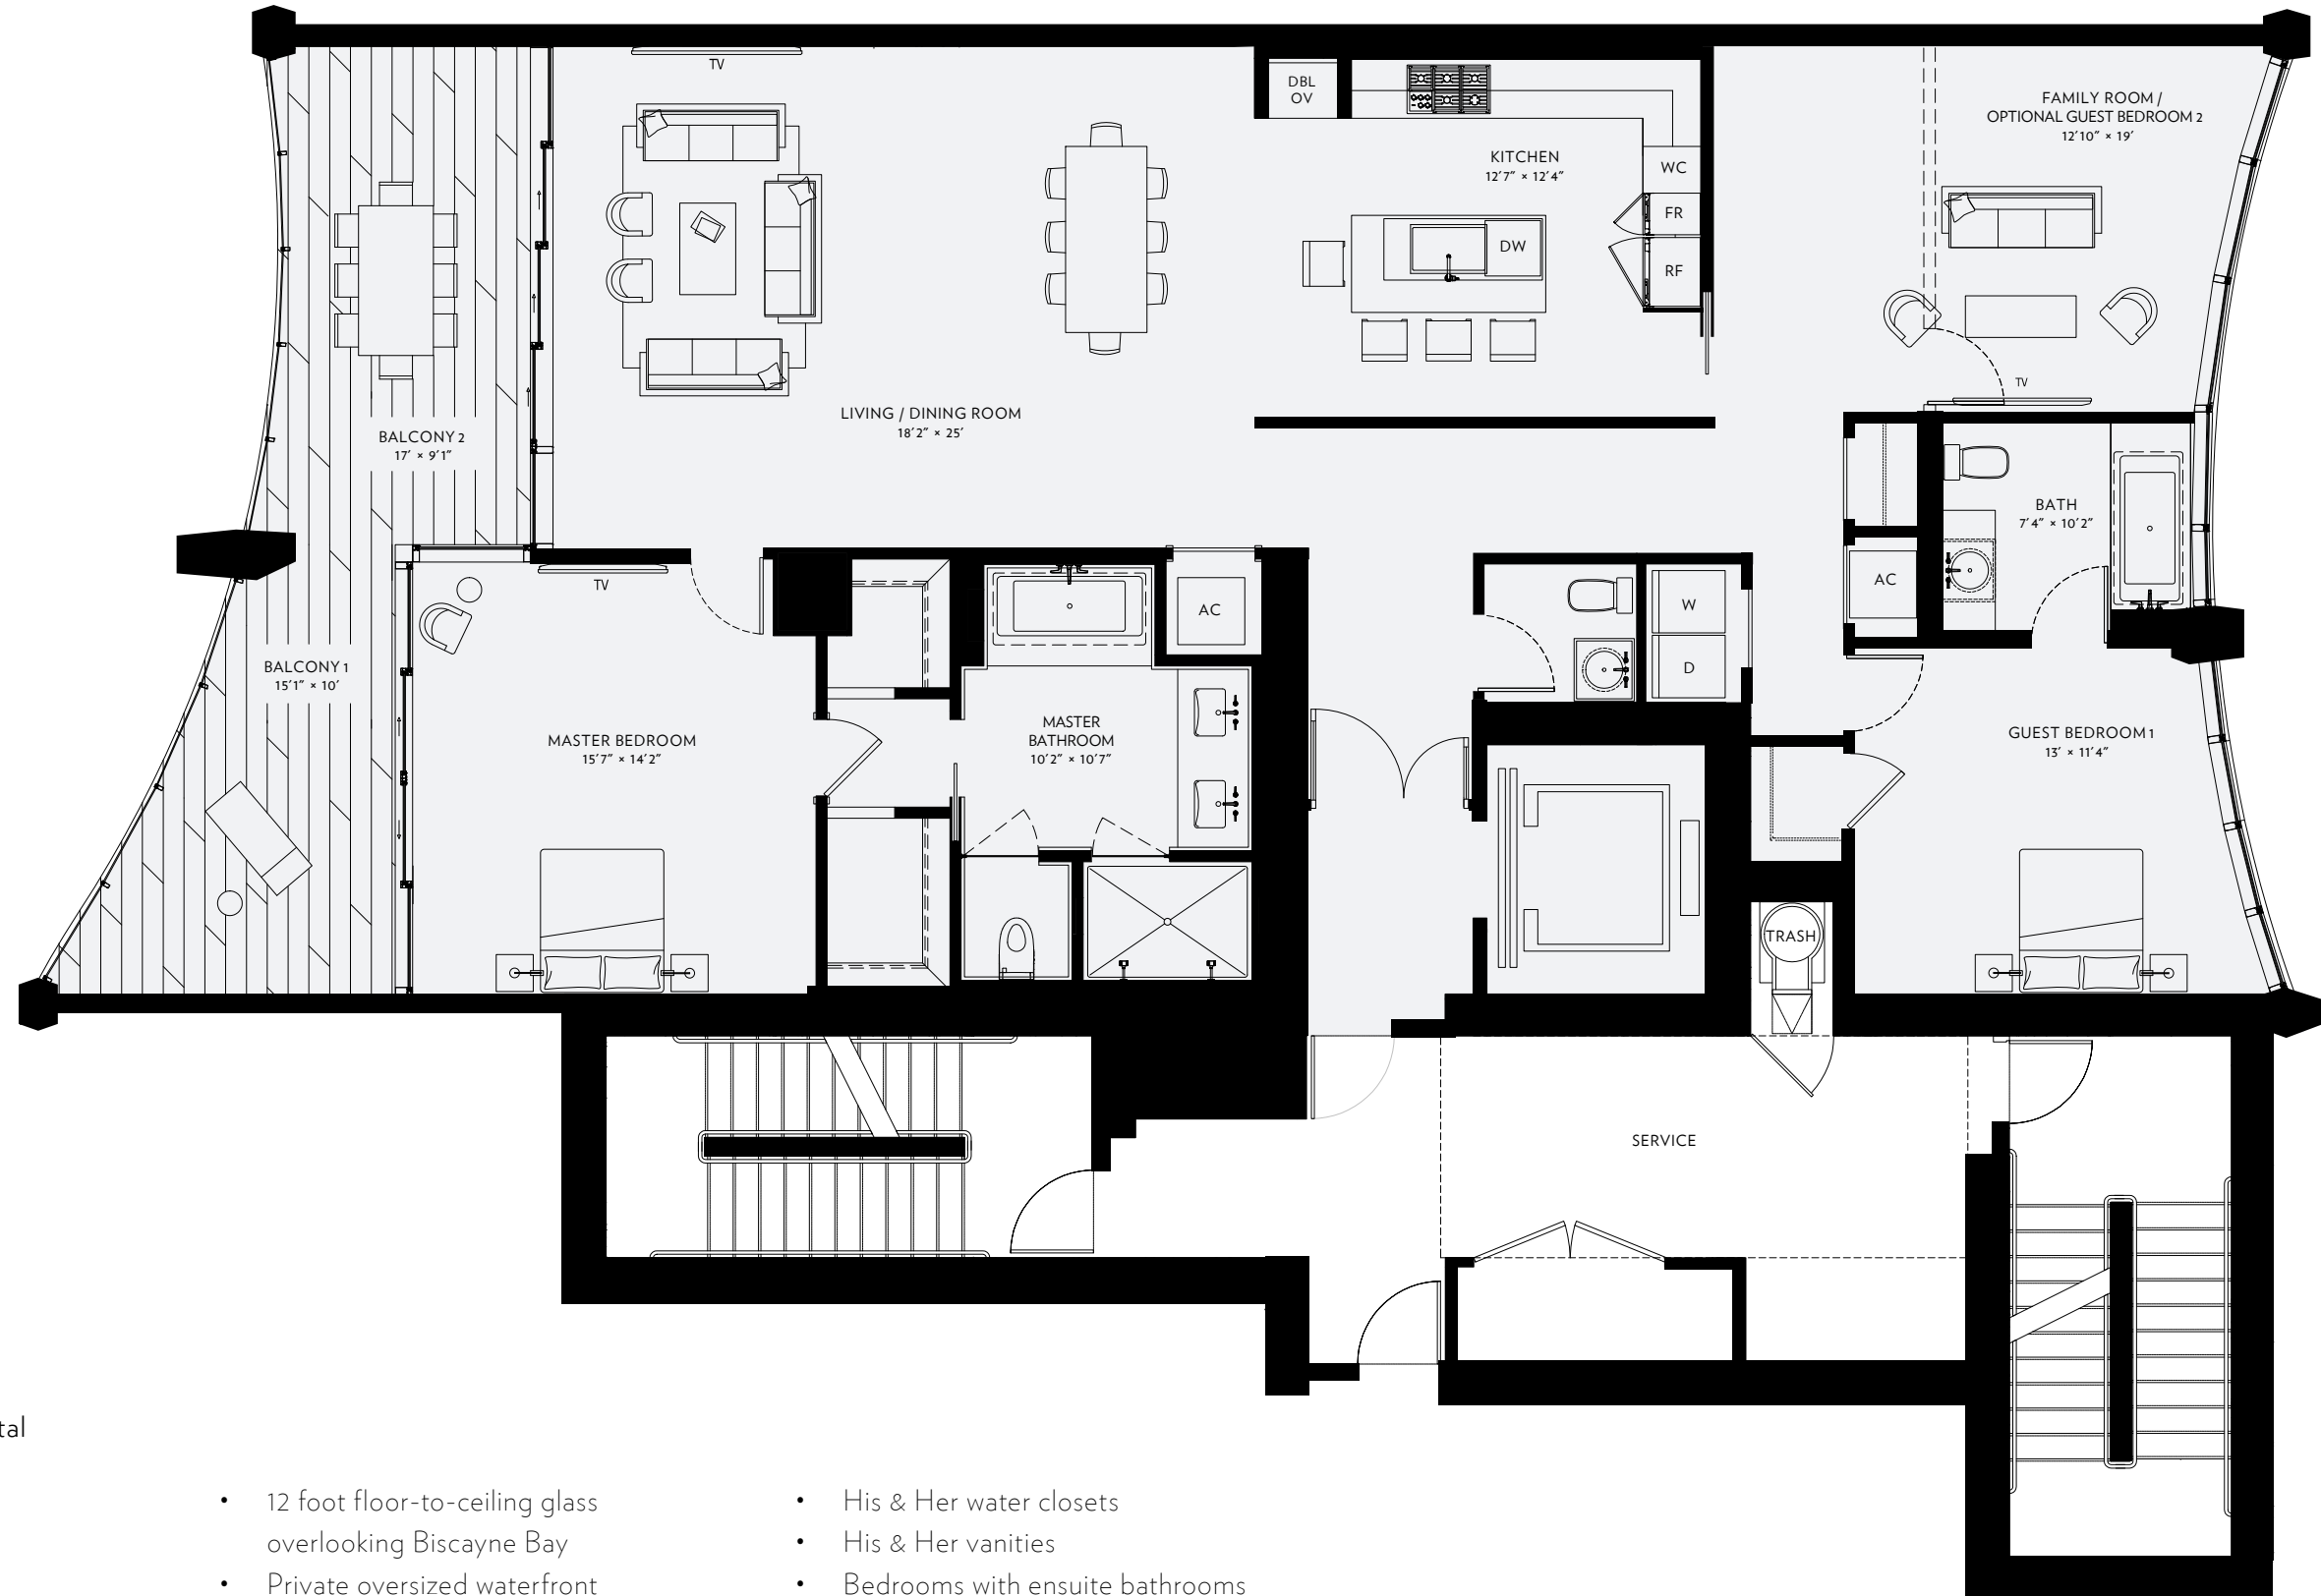 TV
DBL
OV
KITCHEN
12'7" × 12'4"
WC
FR
RF
DW
FAMILY ROOM /
OPTIONAL GUEST BEDROOM 2
12'10" × 19'
TV
LIVING / DINING ROOM
18'2" × 25'
BALCONY 2
17' × 9'1"
BATH
7'4" × 10'2"
AC
TV
AC
W
D
BALCONY 1
15'1" × 10'
MASTER BEDROOM
15'7" × 14'2"
MASTER
BATHROOM
10'2" × 10'7"
GUEST BEDROOM 1
13' × 11'4"
TRASH
SERVICE
tal
• 12 foot floor-to-ceiling glass
overlooking Biscayne Bay
• Private oversized waterfront
• His & Her water closets
• His & Her vanities
• Bedrooms with ensuite bathrooms